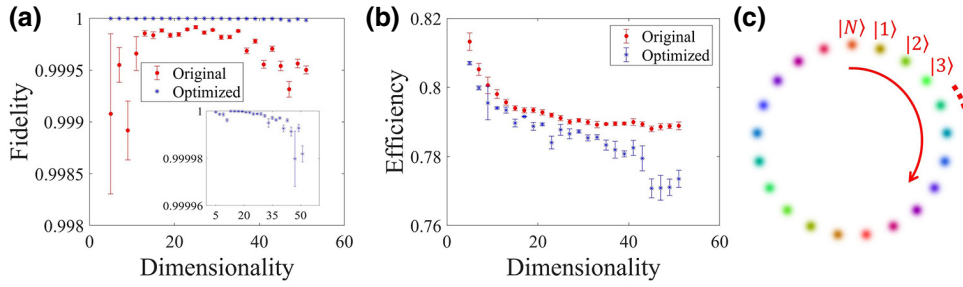 (a)
1
0.9995
0.999
0.9985
0.998
Fidelity
Original
Optimized
1
0.99998
0.99996
5 20 35 50
0 20 40 60
Dimensionality
(b)
0.82
0.8
0.78
0.76
Efficiency
Original
Optimized
0 20 40 60
Dimensionality
(c)
|N⟩ |1⟩
|2⟩
|3⟩